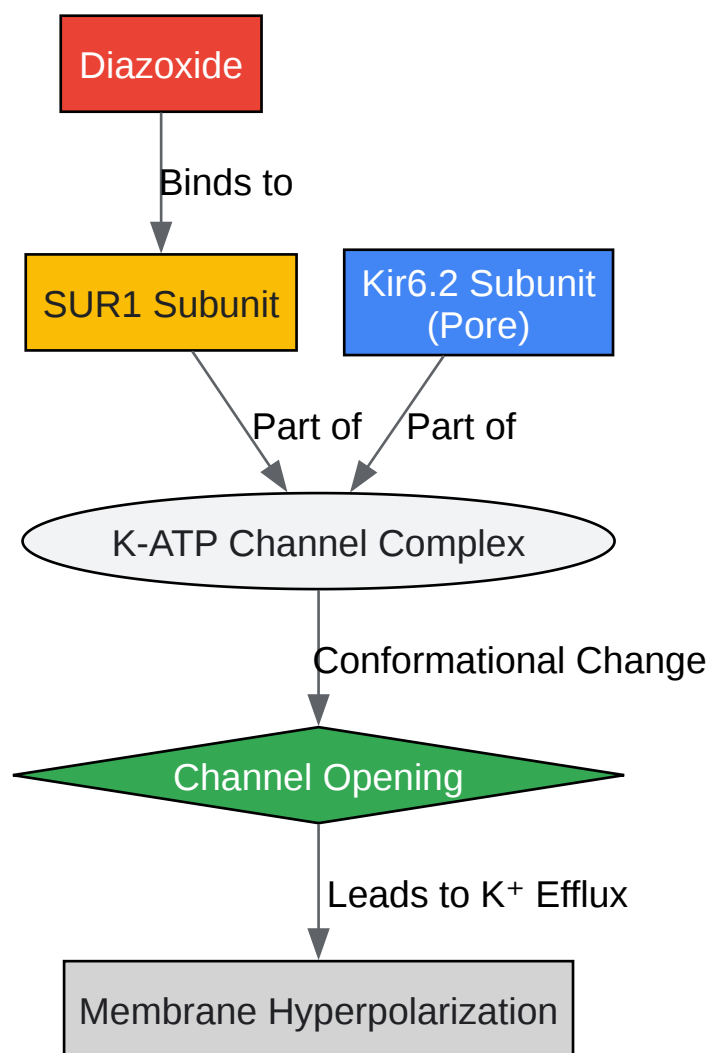 Diazoxide
Binds to
SUR1 Subunit
Kir6.2 Subunit
(Pore)
Part of
Part of
K-ATP Channel Complex
Conformational Change
Channel Opening
Leads to K⁺ Efflux
Membrane Hyperpolarization